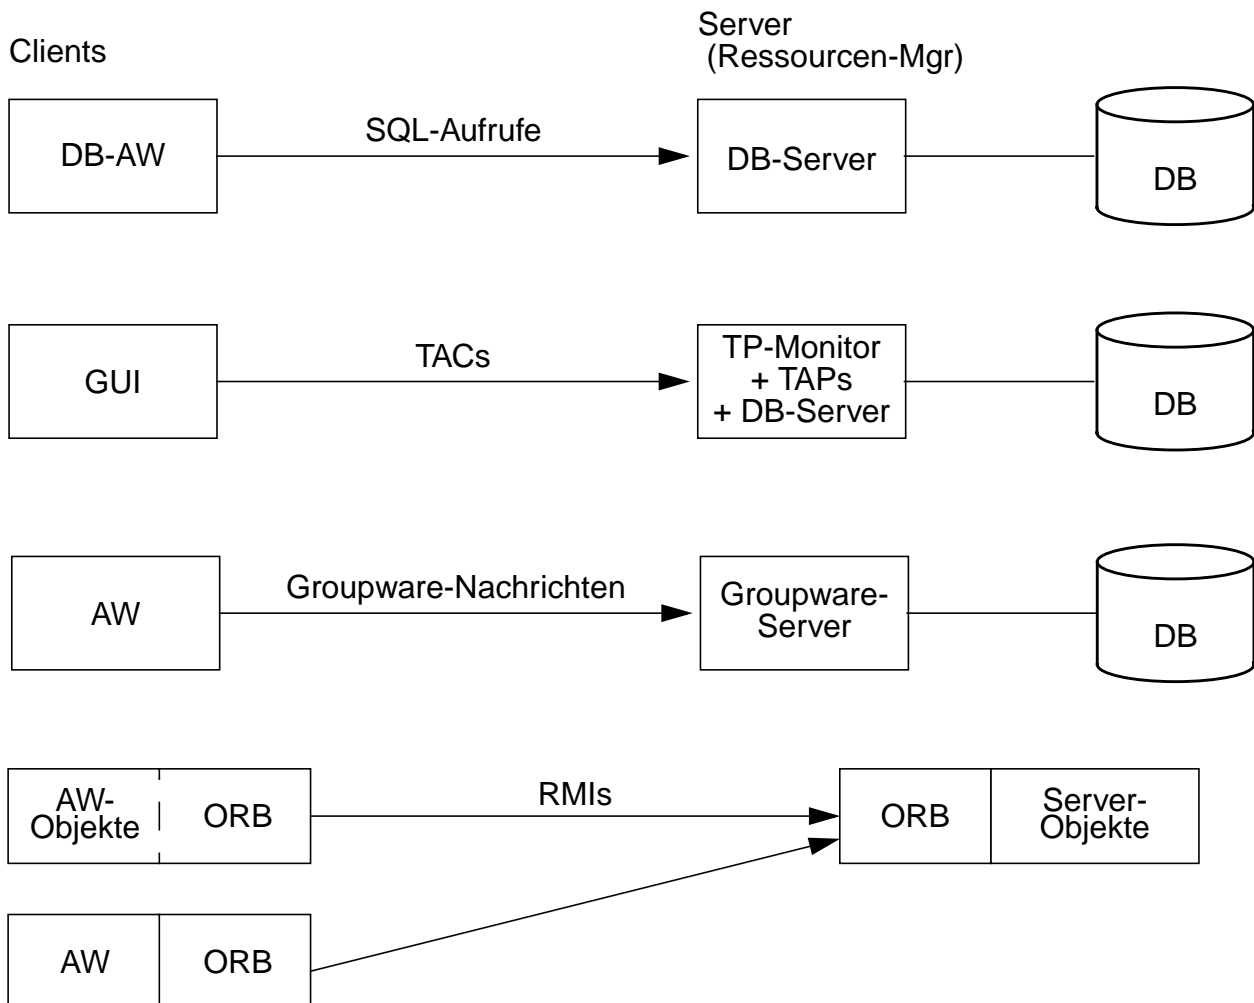 Clients
Server
(Ressourcen-Mgr)
DB-AW
SQL-Aufrufe
DB-Server
DB
GUI
TACs
TP-Monitor
+ TAPs
+ DB-Server
DB
AW
Groupware-Nachrichten
Groupware-
Server
DB
AW-
Objekte
ORB
RMIs
ORB
Server-
Objekte
AW
ORB